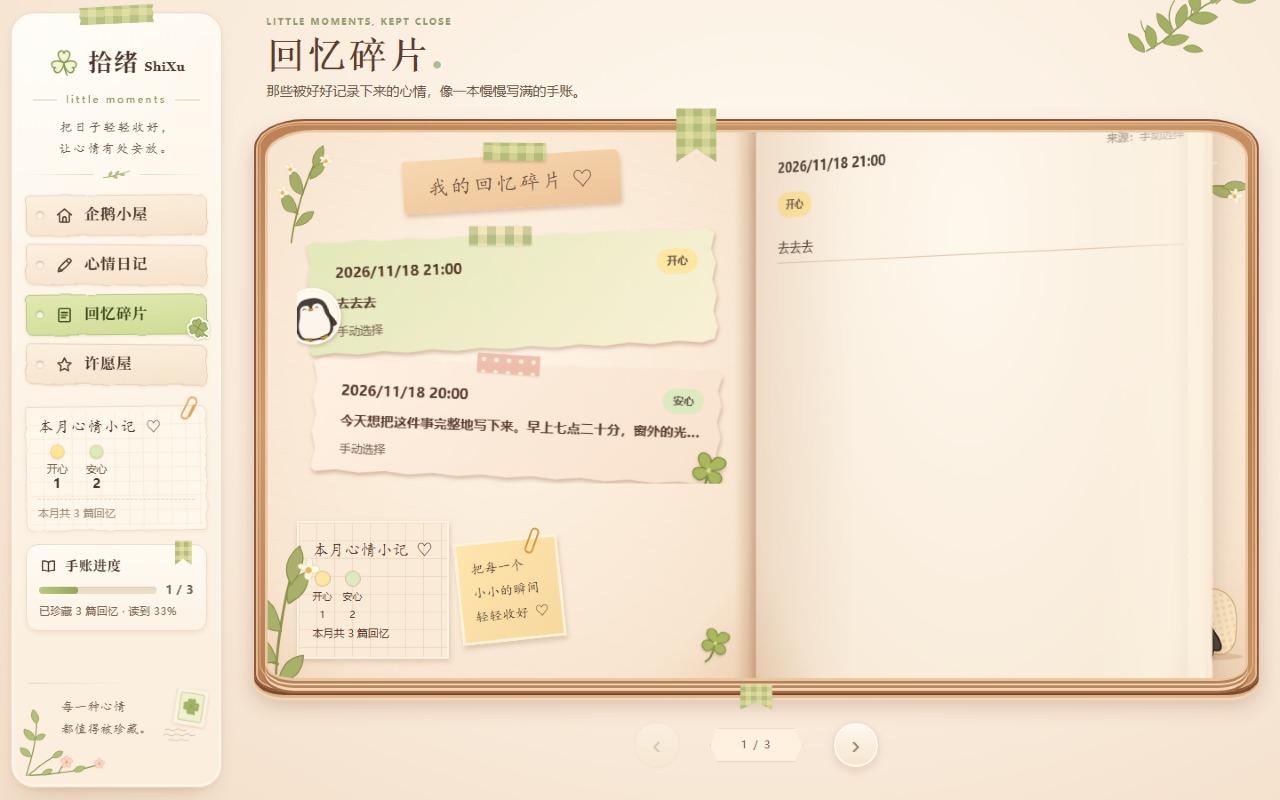 拾绪 ShiXu
little moments
把日子轻轻收好，
让心情有处安放。
企鹅小屋
心情日记
回忆碎片
许愿屋
本月心情小记 ♡
开心 安心
1 2
本月共 3 篇回忆
手账进度
1 / 3
已珍藏 3 篇回忆 · 读到 33%
每一种心情
都值得被珍藏。
LITTLE MOMENTS, KEPT CLOSE
回忆碎片。
那些被好好记录下来的心情，像一本慢慢写满的手账。
我的回忆碎片 ♡
2026/11/18 21:00
开心
去去去
手动选择
2026/11/18 20:00
安心
今天想把这件事完整地写下来。早上七点二十分，窗外的光...
手动选择
本月心情小记 ♡
开心 安心
1 2
本月共 3 篇回忆
把每一个
小小的瞬间
轻轻收好 ♡
来源：手动选择
2026/11/18 21:00
开心
去去去
‹ 1 / 3 ›